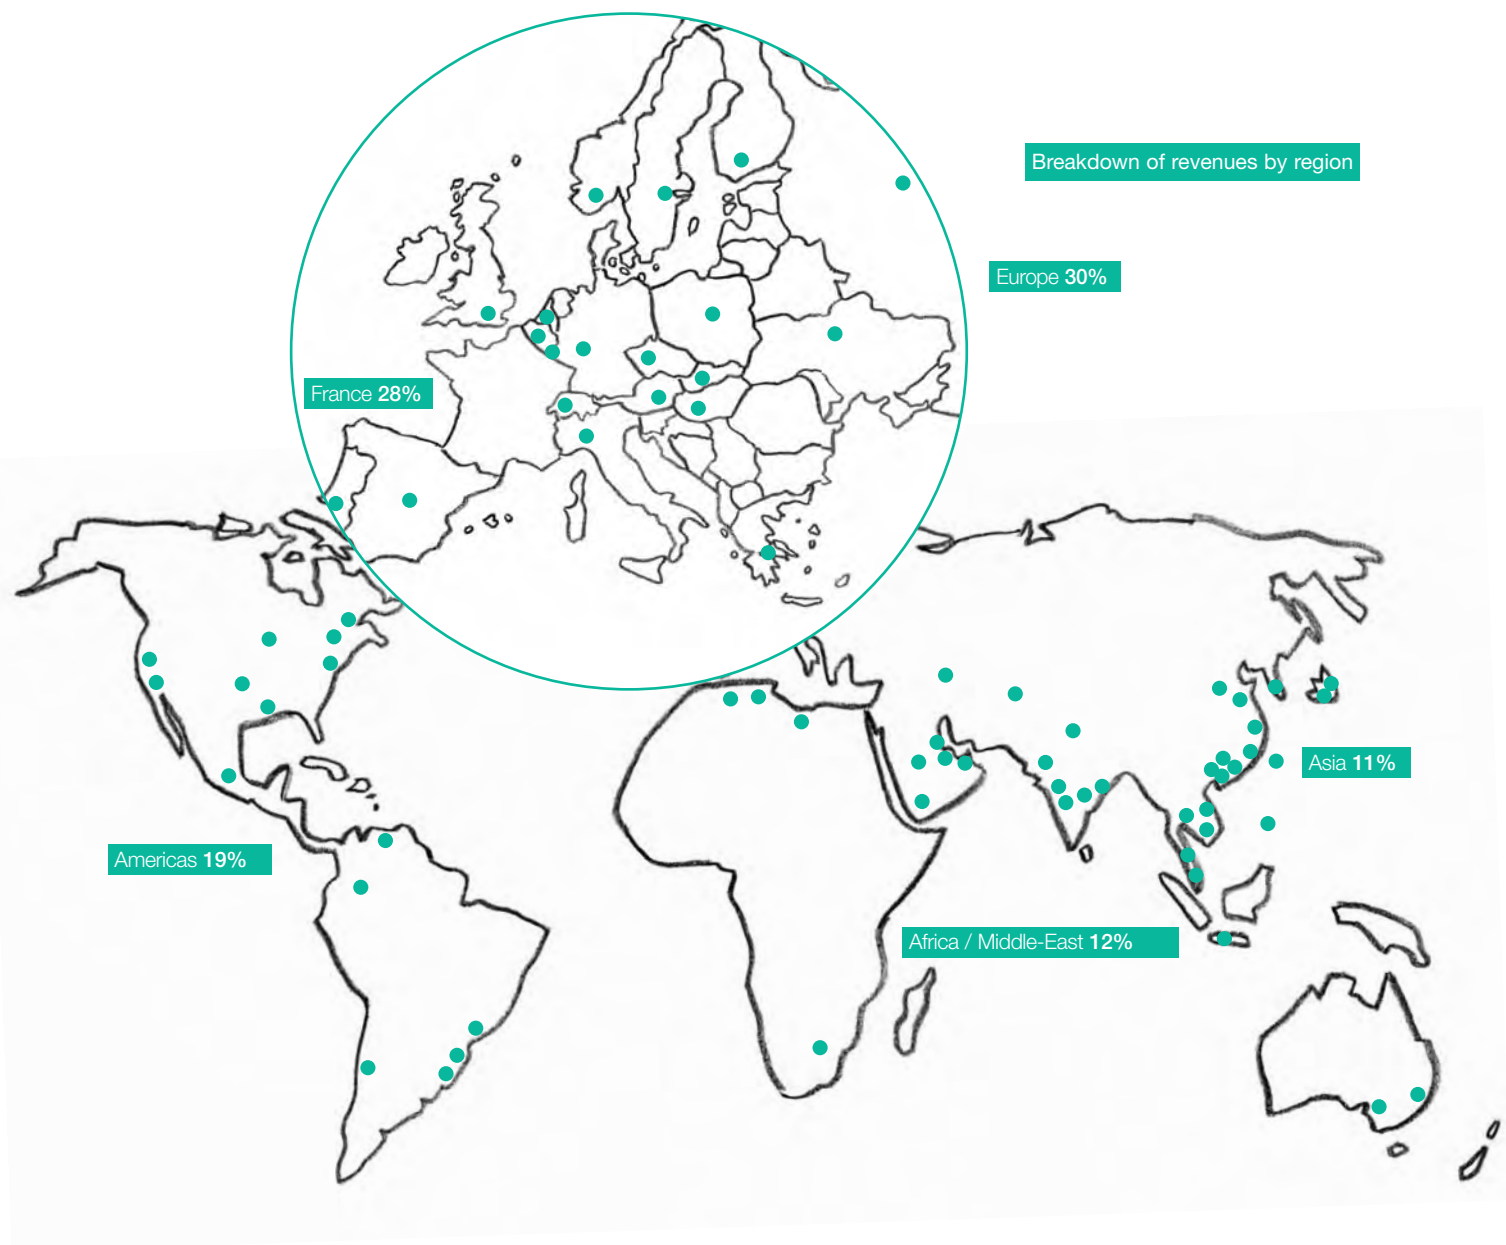 Breakdown of revenues by region
Europe 30%
France 28%
Asia 11%
Americas 19%
Africa / Middle-East 12%